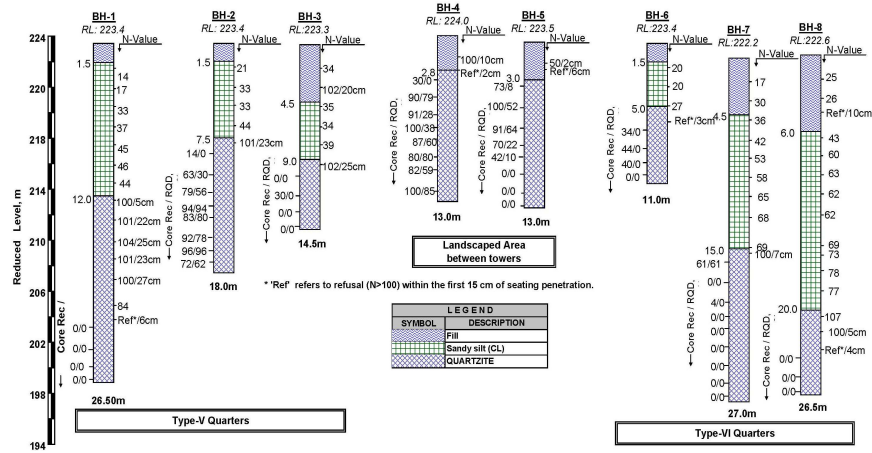 BH-1
RL: 223.4
N-Value
1.5
14
17
33
37
45
46
44
12.0
100/5cm
101/22cm
104/25cm
101/23cm
100/27cm
84
Ref*/6cm
0/0
0/0
0/0
0/0
Core Rec /
26.50m
BH-2
RL: 223.4
N-Value
1.5
21
33
33
44
7.5
101/23cm
14/0
63/30
79/56
94/94
83/80
92/78
96/96
72/62
Core Rec / RQD,
18.0m
BH-3
RL: 223.3
N-Value
34
102/20cm
4.5
35
34
39
9.0
102/25cm
0/0
30/0
0/0
0/0
Core Rec / RQD,
14.5m
BH-4
RL: 224.0
N-Value
100/10cm
Ref*/2cm
2.8
30/0
90/79
91/28
100/38
87/60
80/80
82/59
100/85
Core Rec / RQD,
13.0m
BH-5
RL: 223.5
N-Value
50/2cm
Ref*/6cm
3.0
73/8
100/52
91/64
70/22
42/10
0/0
0/0
Core Rec / RQD,
13.0m
BH-6
RL: 223.4
N-Value
1.5
20
20
27
5.0
Ref*/3cm
34/0
44/0
40/0
0/0
Core Rec / RQD,
11.0m
BH-7
RL:222.2
N-Value
17
30
4.5
36
42
53
58
65
68
69
15.0
100/7cm
61/61
0/0
4/0
0/0
0/0
0/0
0/0
0/0
0/0
Core Rec / RQD,
27.0m
BH-8
RL:222.6
N-Value
25
26
Ref*/10cm
6.0
43
60
63
62
62
69
73
78
77
20.0
107
100/5cm
Ref*/4cm
0/0
0/0
0/0
0/0
Core Rec / RQD,
26.5m
Reduced Level, m
224
222
220
218
216
214
212
210
208
206
204
202
200
198
196
194
Landscaped Area
between towers
* 'Ref' refers to refusal (N>100) within the first 15 cm of seating penetration.
LEGEND
SYMBOL DESCRIPTION
Fill
Sandy silt (CL)
QUARTZITE
Type-V Quarters
Type-VI Quarters